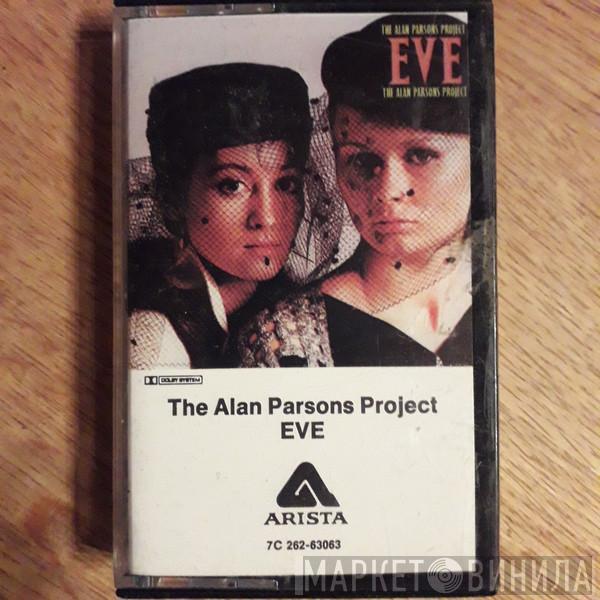 THE ALAN PARSONS PROJECT
EVE
THE ALAN PARSONS PROJECT
DOLBY SYSTEM
The Alan Parsons Project
EVE
ARISTA
7C 262-63063
МАРКЕТ ВИНИЛА